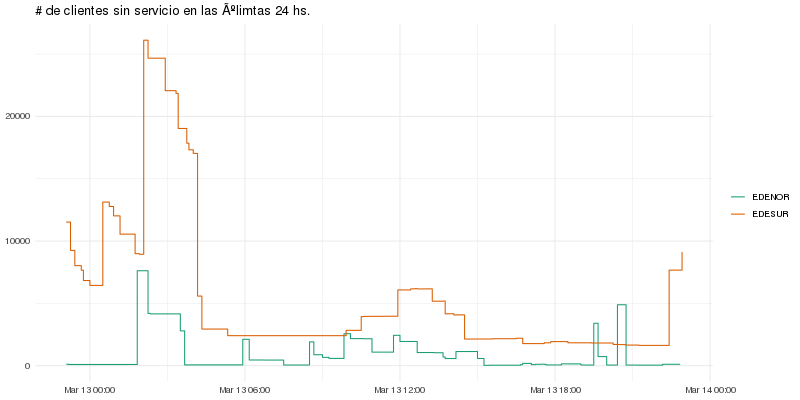 # de clientes sin servicio en las Ãºlimtas 24 hs.
20000
10000
0
Mar 13 00:00
Mar 13 06:00
Mar 13 12:00
Mar 13 18:00
Mar 14 00:00
EDENOR
EDESUR